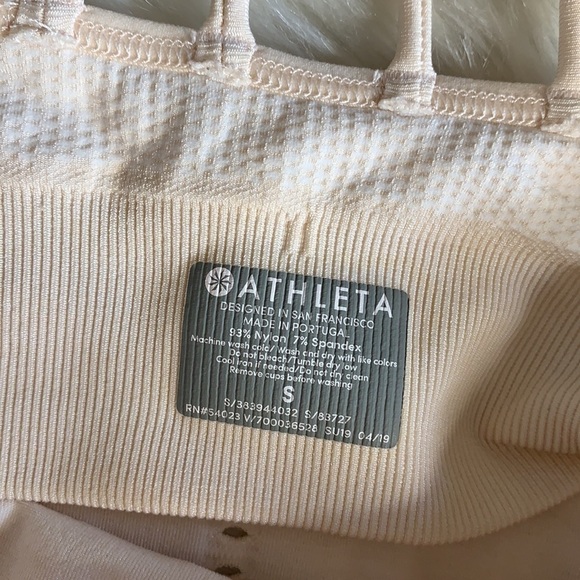 ATHLETA
DESIGNED IN SAN FRANCISCO
MADE IN PORTUGAL
93% Nylon 7% Spandex
Machine wash cold/Wash and dry with like colors
Do not bleach/Tumble dry low
Cool iron if needed/Do not dry clean
Remove cups before washing
S
S/383944032 S/83727
RN#54023 V/700036528 SU19 04/19